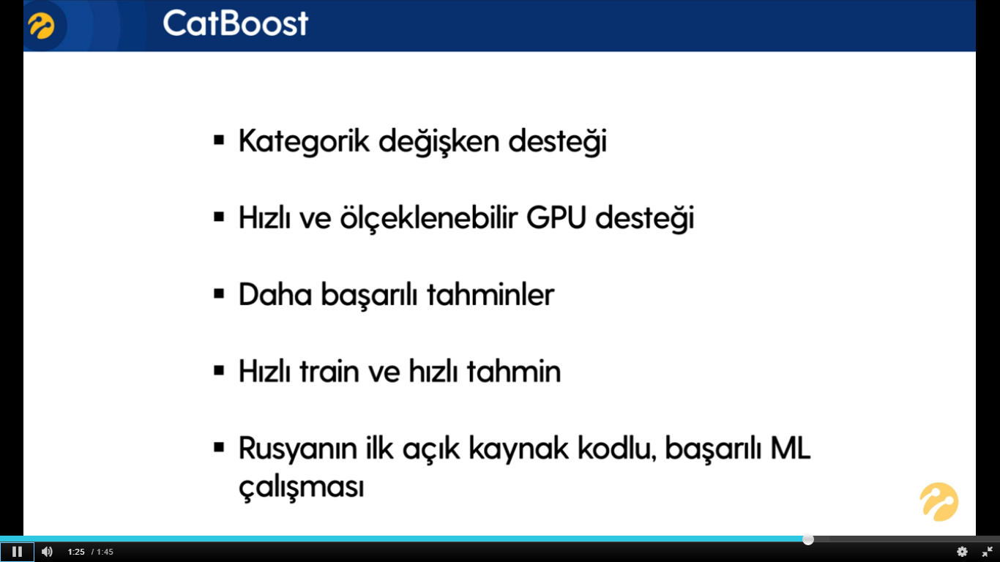 CatBoost
▪ Kategorik değişken desteği
▪ Hızlı ve ölçeklenebilir GPU desteği
▪ Daha başarılı tahminler
▪ Hızlı train ve hızlı tahmin
▪ Rusyanın ilk açık kaynak kodlu, başarılı ML
çalışması
1:25 / 1:45